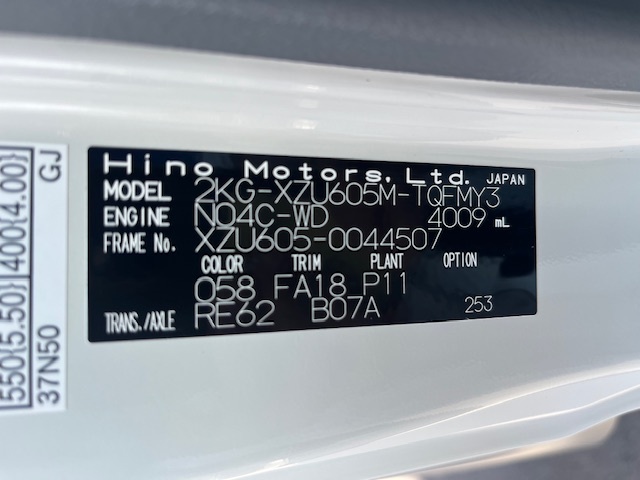 Hino Motors, Ltd. JAPAN
MODEL 2KG-XZU605M-TQFMY3
ENGINE N04C-WD 4009 mL
FRAME No. XZU605-0044507
COLOR TRIM PLANT OPTION
058 FA18 P11
TRANS./AXLE RE62 B07A 253
550{5.50} 400{4.00}
37N50 GJ